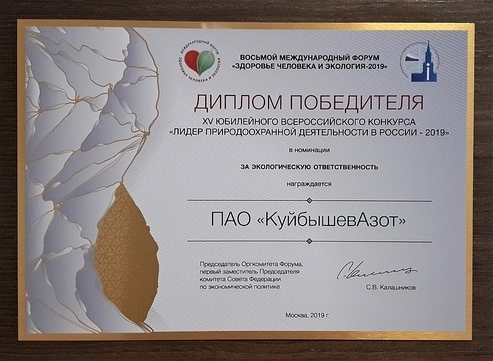 ВОСЬМОЙ МЕЖДУНАРОДНЫЙ ФОРУМ
«ЗДОРОВЬЕ ЧЕЛОВЕКА И ЭКОЛОГИЯ-2019»
ДИПЛОМ ПОБЕДИТЕЛЯ
XV ЮБИЛЕЙНОГО ВСЕРОССИЙСКОГО КОНКУРСА
«ЛИДЕР ПРИРОДООХРАННОЙ ДЕЯТЕЛЬНОСТИ В РОССИИ - 2019»
в номинации
ЗА ЭКОЛОГИЧЕСКУЮ ОТВЕТСТВЕННОСТЬ
награждается
ПАО «КуйбышевАзот»
Председатель Оргкомитета Форума,
первый заместитель Председателя
комитета Совета Федерации
по экономической политике
С.В. Калашников
Москва, 2019 г.